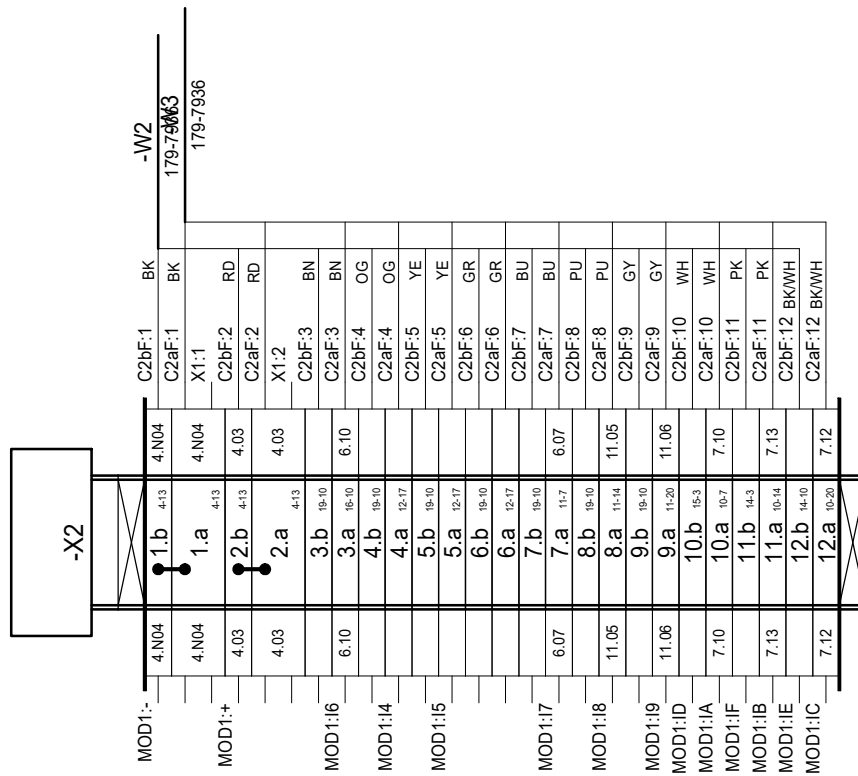 -X2
-W2
179-7936
-W3
179-7936
MOD1:- 4.N04 1.b 4-13 4.N04 C2bF:1 BK
C2aF:1 BK
4.N04 1.a 4-13 4.N04 X1:1
MOD1:+ 4.03 2.b 4-13 4.03 C2bF:2 RD
C2aF:2 RD
4.03 2.a 4-13 4.03 X1:2
3.b 19-10 C2bF:3 BN
MOD1:I6 6.10 3.a 16-10 6.10 C2aF:3 BN
4.b 19-10 C2bF:4 OG
MOD1:I4 4.a 12-17 C2aF:4 OG
5.b 19-10 C2bF:5 YE
MOD1:I5 5.a 12-17 C2aF:5 YE
6.b 19-10 C2bF:6 GR
6.a 12-17 C2aF:6 GR
7.b 19-10 C2bF:7 BU
MOD1:I7 6.07 7.a 11-7 6.07 C2aF:7 BU
8.b 19-10 C2bF:8 PU
MOD1:I8 11.05 8.a 11-14 11.05 C2aF:8 PU
9.b 19-10 C2bF:9 GY
MOD1:I9 11.06 9.a 11-20 11.06 C2aF:9 GY
MOD1:ID 10.b 15-3 C2bF:10 WH
MOD1:IA 7.10 10.a 10-7 7.10 C2aF:10 WH
MOD1:IF 11.b 14-3 C2bF:11 PK
MOD1:IB 7.13 11.a 10-14 7.13 C2aF:11 PK
MOD1:IE 12.b 14-10 C2bF:12 BK/WH
MOD1:IC 7.12 12.a 10-20 7.12 C2aF:12 BK/WH